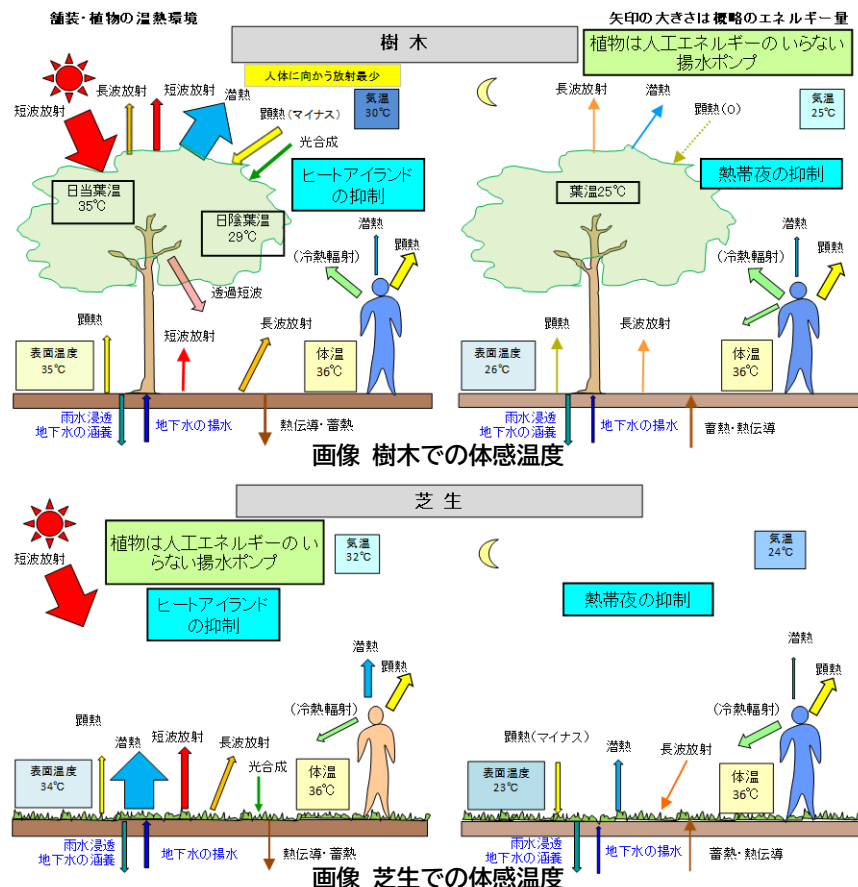 舗装・植物の温熱環境
矢印の大きさは概略のエネルギー量
樹木
植物は人工エネルギーの いらない
揚水ポンプ
人体に向かう放射最少
短波放射
長波放射
短波放射
潜熱
顕熱(マイナス)
光合成
気温
30℃
日当葉温
35℃
日陰葉温
29℃
ヒートアイランド
の抑制
潜熱
顕熱
(冷熱輻射)
透過短波
顕熱
短波放射
長波放射
表面温度
35℃
体温
36℃
雨水浸透
地下水の涵義
地下水の揚水
熱伝導・蓄熱
長波放射
潜熱
顕熱(0)
気温
25℃
葉温25℃
熱帯夜の抑制
潜熱
顕熱
(冷熱輻射)
顕熱
長波放射
表面温度
26℃
体温
36℃
雨水浸透
地下水の涵義
地下水の揚水
蓄熱・熱伝導
画像 樹木での体感温度
芝生
短波放射
植物は人工エネルギーの い
らない揚水ポンプ
気温
32℃
ヒートアイランド
の抑制
潜熱
顕熱
(冷熱輻射)
顕熱
潜熱
短波放射
長波放射
光合成
表面温度
34℃
体温
36℃
雨水浸透
地下水の涵義
地下水の揚水
熱伝導・蓄熱
気温
24℃
熱帯夜の抑制
潜熱
顕熱
(冷熱輻射)
顕熱(マイナス)
潜熱
長波放射
表面温度
23℃
体温
36℃
雨水浸透
地下水の涵義
地下水の揚水
蓄熱・熱伝導
画像 芝生での体感温度